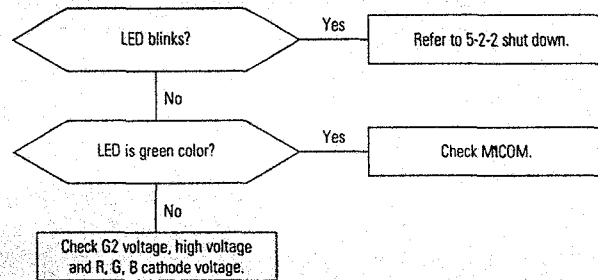 LED blinks?
Yes
Refer to 5-2-2 shut down.
No
LED is green color?
Yes
Check MICOM.
No
Check G2 voltage, high voltage
and R, G, B cathode voltage.